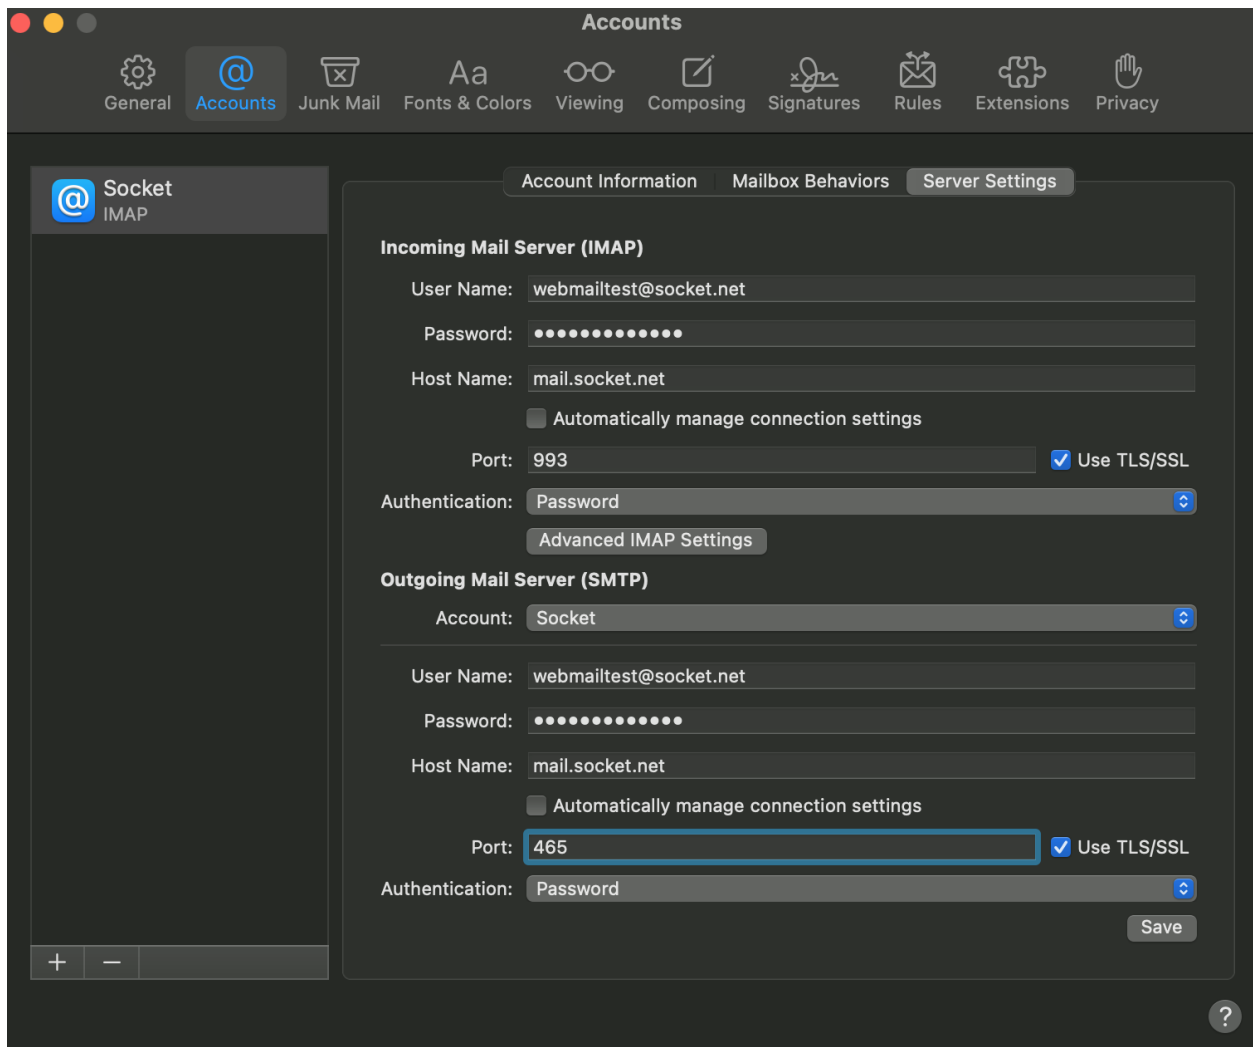 Accounts
General Accounts Junk Mail Aa Fonts & Colors Viewing Composing Signatures Rules Extensions Privacy
Socket
IMAP
Account Information Mailbox Behaviors Server Settings
Incoming Mail Server (IMAP)
User Name: webmailtest@socket.net
Password: •••••••••••••
Host Name: mail.socket.net
Automatically manage connection settings
Port: 993 Use TLS/SSL
Authentication: Password
Advanced IMAP Settings
Outgoing Mail Server (SMTP)
Account: Socket
User Name: webmailtest@socket.net
Password: •••••••••••••
Host Name: mail.socket.net
Automatically manage connection settings
Port: 465 Use TLS/SSL
Authentication: Password
Save
+ −
?